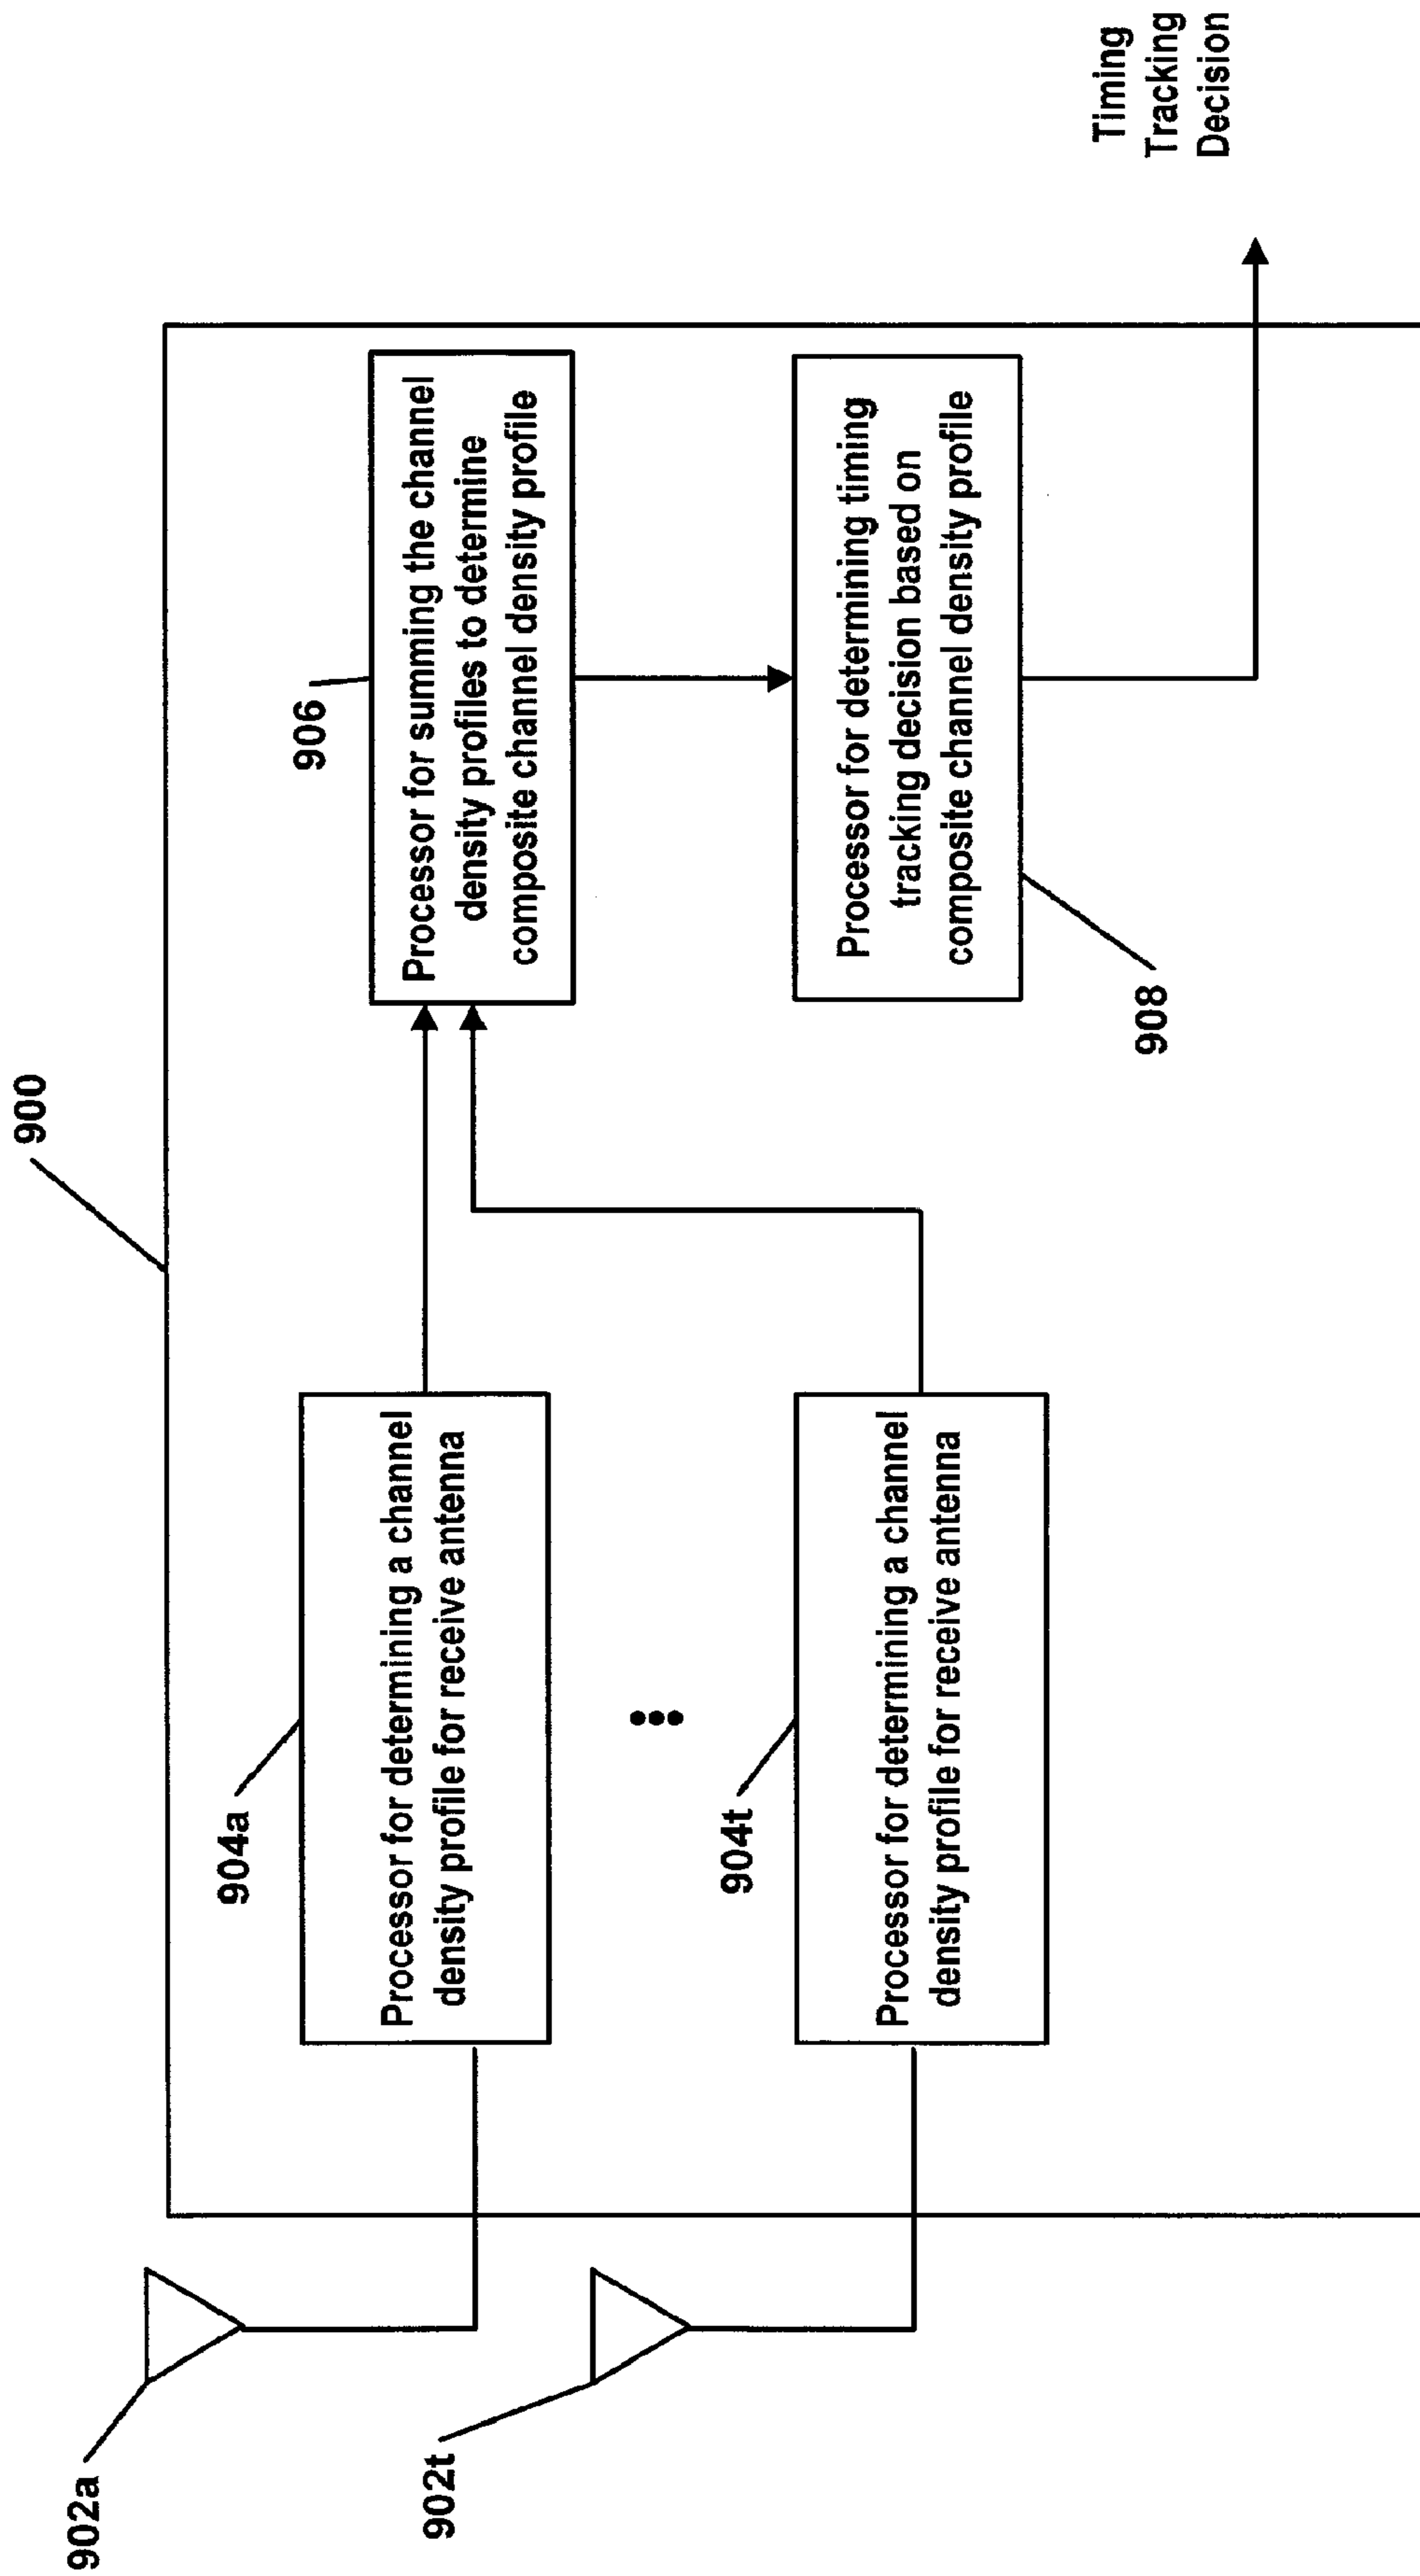 900
902a
904a
Processor for determining a channel
density profile for receive antenna
906
Processor for summing the channel
density profiles to determine
composite channel density profile
902t
904t
Processor for determining a channel
density profile for receive antenna
908
Processor for determining timing
tracking decision based on
composite channel density profile
Timing
Tracking
Decision